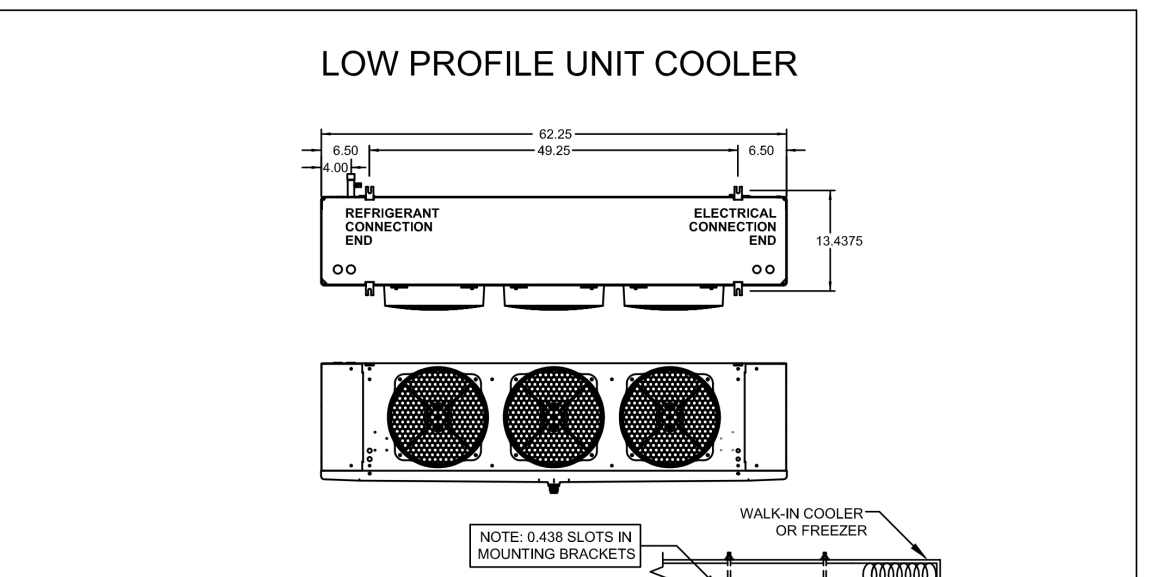 LOW PROFILE UNIT COOLER
62.25
6.50
49.25
6.50
4.00
REFRIGERANT
CONNECTION
END
ELECTRICAL
CONNECTION
END
13.4375
WALK-IN COOLER
OR FREEZER
NOTE: 0.438 SLOTS IN
MOUNTING BRACKETS